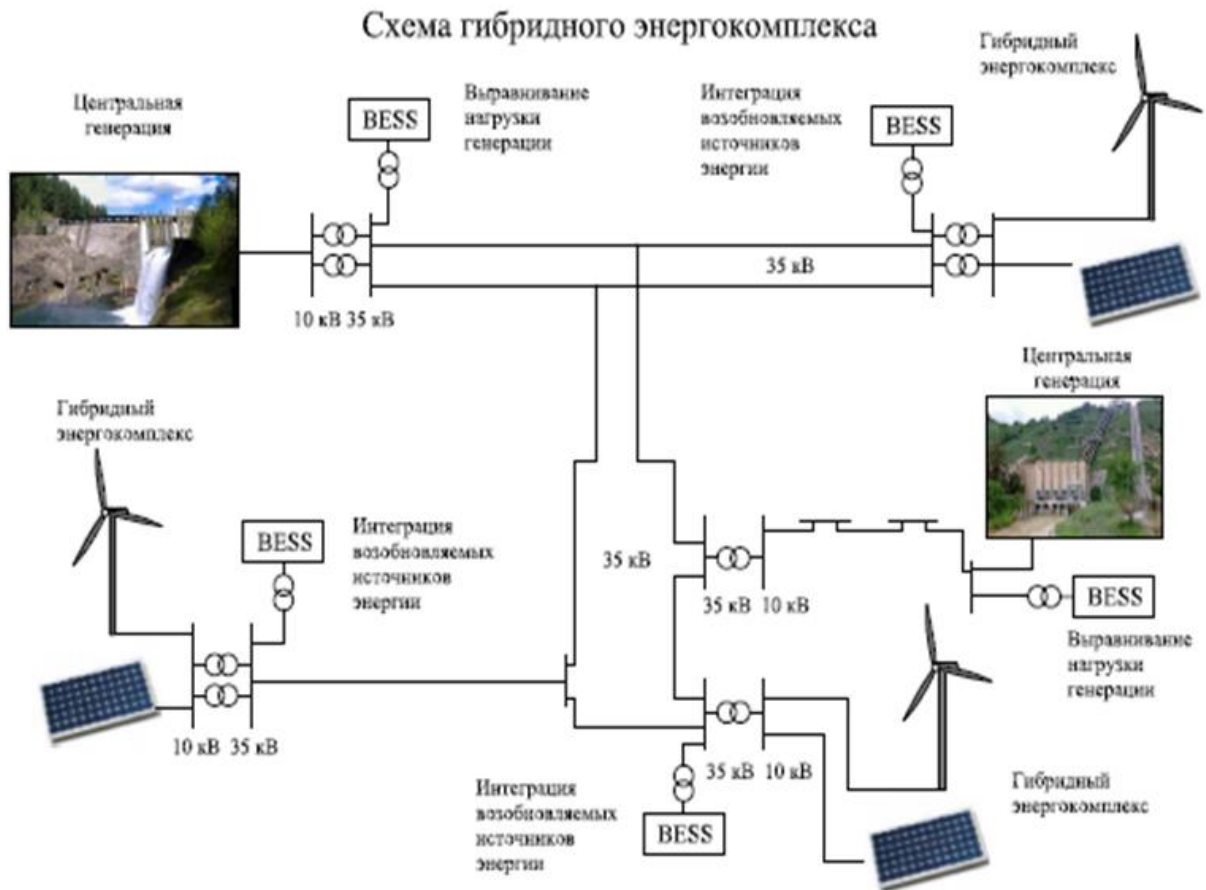 Схема гибридного энергокомплекса
Центральная
генерация
BESS
Выравнивание
нагрузки
генерации
Интеграция
возобновляемых
источников
энергии
BESS
Гибридный
энергокомплекс
35 кВ
10 кВ 35 кВ
Центральная
генерация
Гибридный
энергокомплекс
BESS
Интеграция
возобновляемых
источников
энергии
35 кВ
35 кВ 10 кВ
BESS
Выравнивание
нагрузки
генерации
10 кВ 35 кВ
35 кВ 10 кВ
Интеграция
возобновляемых
источников
энергии
BESS
Гибридный
энергокомплекс